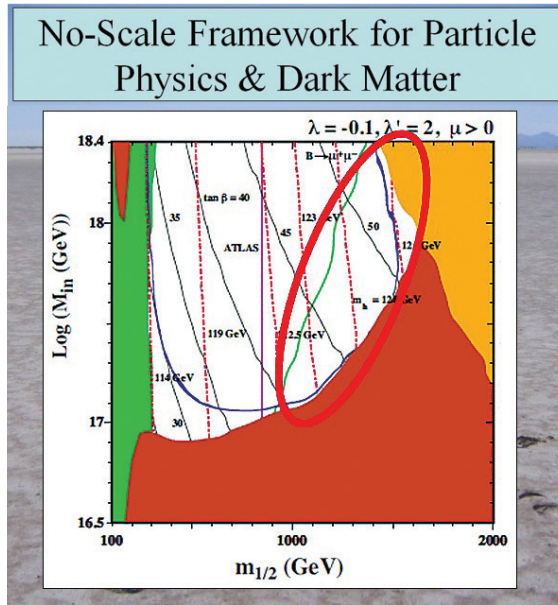 No-Scale Framework for Particle
Physics & Dark Matter
λ = -0.1, λ' = 2, μ > 0
18.4
B→μ⁺μ⁻
35
tan β = 40
123 GeV
18
45
50
ATLAS
GeV
Log (M_in (GeV))
119 GeV
114 GeV
17
30
16.5
100
1000
2000
m_1/2 (GeV)